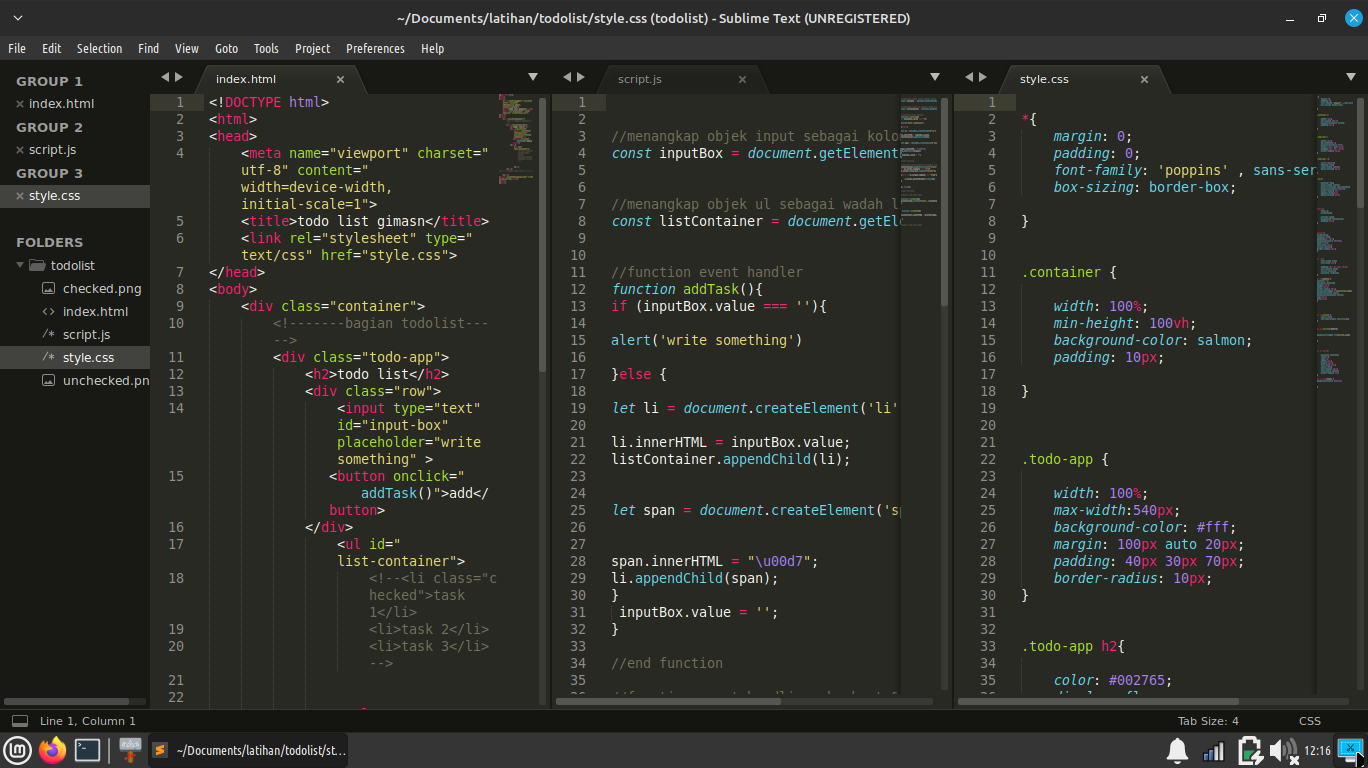 ~/Documents/latihan/todolist/style.css (todolist) - Sublime Text (UNREGISTERED)
File Edit Selection Find View Goto Tools Project Preferences Help
GROUP 1
index.html
GROUP 2
script.js
GROUP 3
style.css
FOLDERS
todolist
checked.png
index.html
script.js
style.css
unchecked.pn
index.html
1 <!DOCTYPE html>
2 <html>
3 <head>
4 <meta name="viewport" charset="
utf-8" content="
width=device-width,
initial-scale=1">
5 <title>todo list gimasn</title>
6 <link rel="stylesheet" type="
text/css" href="style.css">
7 </head>
8 <body>
9 <div class="container">
10 <!-------bagian todolist---
-->
11 <div class="todo-app">
12 <h2>todo list</h2>
13 <div class="row">
14 <input type="text"
id="input-box"
placeholder="write
something" >
15 <button onclick="
addTask()">add</
button>
16 </div>
17 <ul id="
list-container">
18 <!--<li class="c
hecked">task
1</li>
19 <li>task 2</li>
20 <li>task 3</li>
-->
21
22
script.js
1
2
3 //menangkap objek input sebagai kolo
4 const inputBox = document.getElement
5
6
7 //menangkap objek ul sebagai wadah l
8 const listContainer = document.getEl
9
10
11 //function event handler
12 function addTask(){
13 if (inputBox.value === ''){
14
15 alert('write something')
16
17 }else {
18
19 let li = document.createElement('li'
20
21 li.innerHTML = inputBox.value;
22 listContainer.appendChild(li);
23
24
25 let span = document.createElement('s
26
27
28 span.innerHTML = "\u00d7";
29 li.appendChild(span);
30 }
31 inputBox.value = '';
32 }
33
34 //end function
35
style.css
1
2 *{
3 margin: 0;
4 padding: 0;
5 font-family: 'poppins' , sans-ser
6 box-sizing: border-box;
7
8 }
9
10
11 .container {
12
13 width: 100%;
14 min-height: 100vh;
15 background-color: salmon;
16 padding: 10px;
17
18 }
19
20
21
22 .todo-app {
23
24 width: 100%;
25 max-width:540px;
26 background-color: #fff;
27 margin: 100px auto 20px;
28 padding: 40px 30px 70px;
29 border-radius: 10px;
30 }
31
32
33 .todo-app h2{
34
35 color: #002765;
Line 1, Column 1
Tab Size: 4
CSS
~/Documents/latihan/todolist/st...
12:16